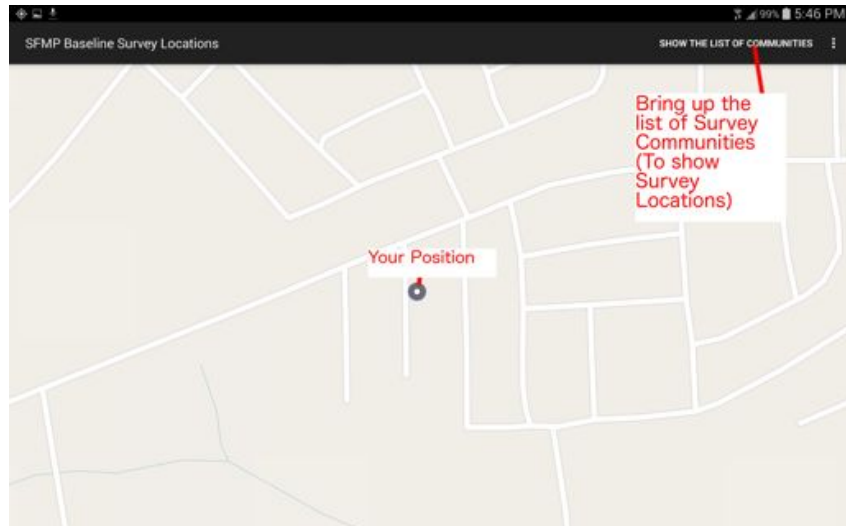 99% 5:46 PM
SFMP Baseline Survey Locations SHOW THE LIST OF COMMUNITIES
Bring up the
list of Survey
Communities
(To show
Survey
Locations)
Your Position